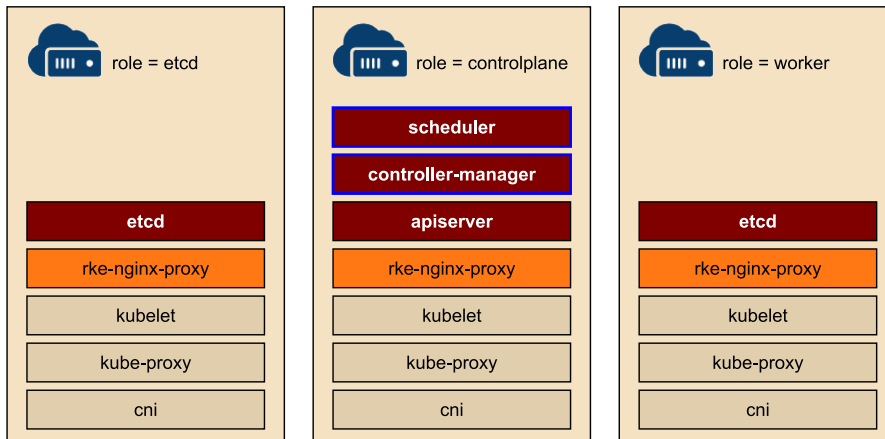 role = etcd
etcd
rke-nginx-proxy
kubelet
kube-proxy
cni
role = controlplane
scheduler
controller-manager
apiserver
rke-nginx-proxy
kubelet
kube-proxy
cni
role = worker
etcd
rke-nginx-proxy
kubelet
kube-proxy
cni